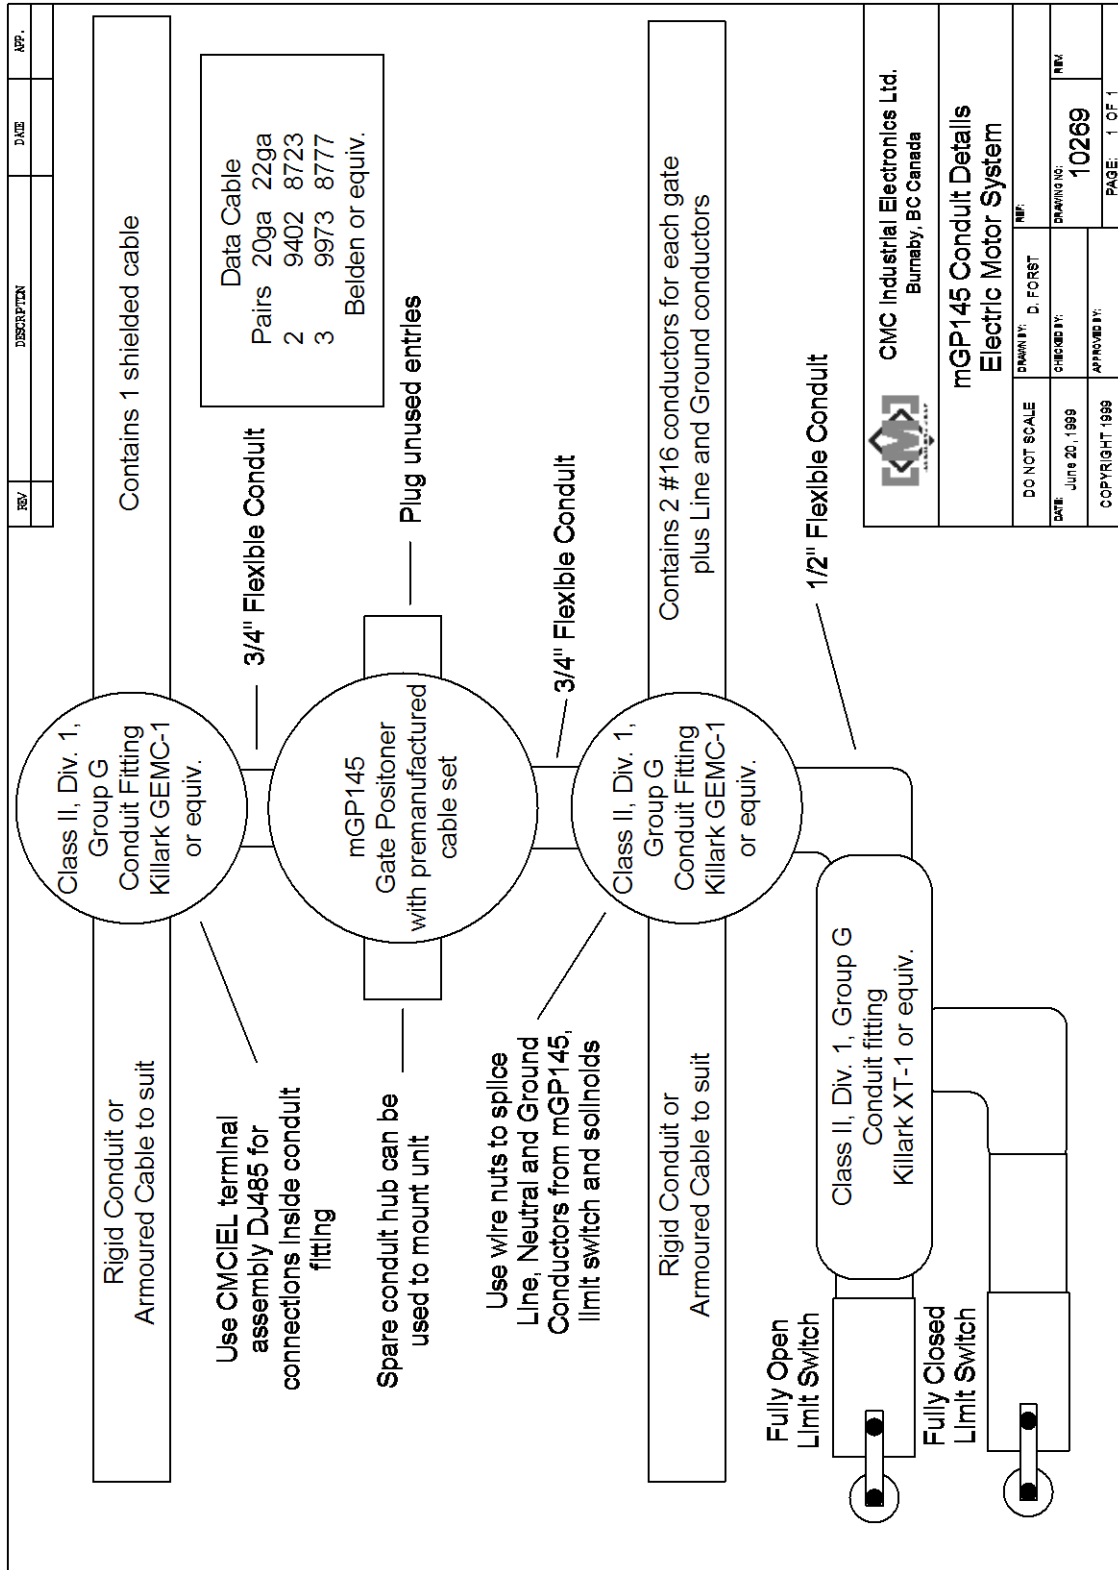 REV
DESCRIPTION
DATE
APP.
Rigid Conduit or
Armoured Cable to suit
Class II, Div. 1,
Group G
Conduit Fitting
Killark GEMC-1
or equiv.
Contains 1 shielded cable
Use CMCIEL terminal
assembly DJ485 for
connections inside conduit
fitting
3/4" Flexible Conduit
Data Cable
Pairs 20ga 22ga
2 9402 8723
3 9973 8777
Belden or equiv.
Spare conduit hub can be
used to mount unit
mGP145
Gate Positoner
with premanufactured
cable set
Plug unused entries
Use wire nuts to splice
Line, Neutral and Ground
Conductors from mGP145,
limit switch and solinoids
3/4" Flexible Conduit
Rigid Conduit or
Armoured Cable to suit
Class II, Div. 1,
Group G
Conduit Fitting
Killark GEMC-1
or equiv.
Contains 2 #16 conductors for each gate
plus Line and Ground conductors
Fully Open
Limit Switch
Class II, Div. 1, Group G
Conduit fitting
Killark XT-1 or equiv.
1/2" Flexible Conduit
Fully Closed
Limit Switch
CMC Industrial Electronics Ltd.
Burnaby, BC Canada
mGP145 Conduit Details
Electric Motor System
DO NOT SCALE
DRAWN BY:
D. FORST
REF:
DATE:
June 20, 1999
CHECKED BY:
DRAWING NO:
10269
REV:
COPYRIGHT 1999
APPROVED BY:
PAGE: 1 OF 1